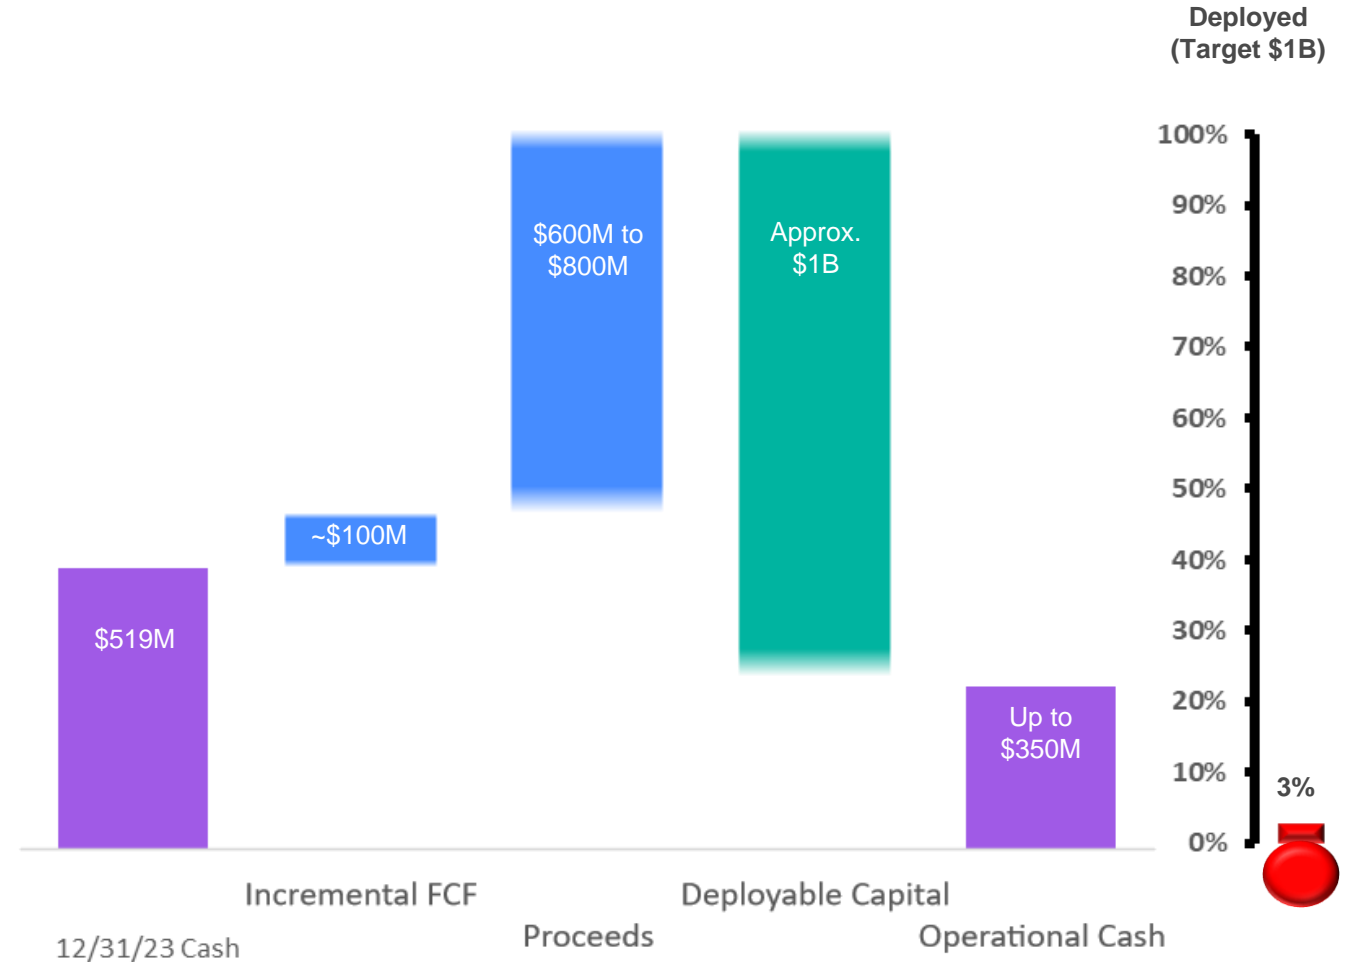 Deployed
(Target $1B)
100%
90%
80%
70%
60%
50%
40%
30%
20%
10%
0%
3%
$519M
~$100M
$600M to
$800M
Approx.
$1B
Up to
$350M
12/31/23 Cash
Incremental FCF
Proceeds
Deployable Capital
Operational Cash